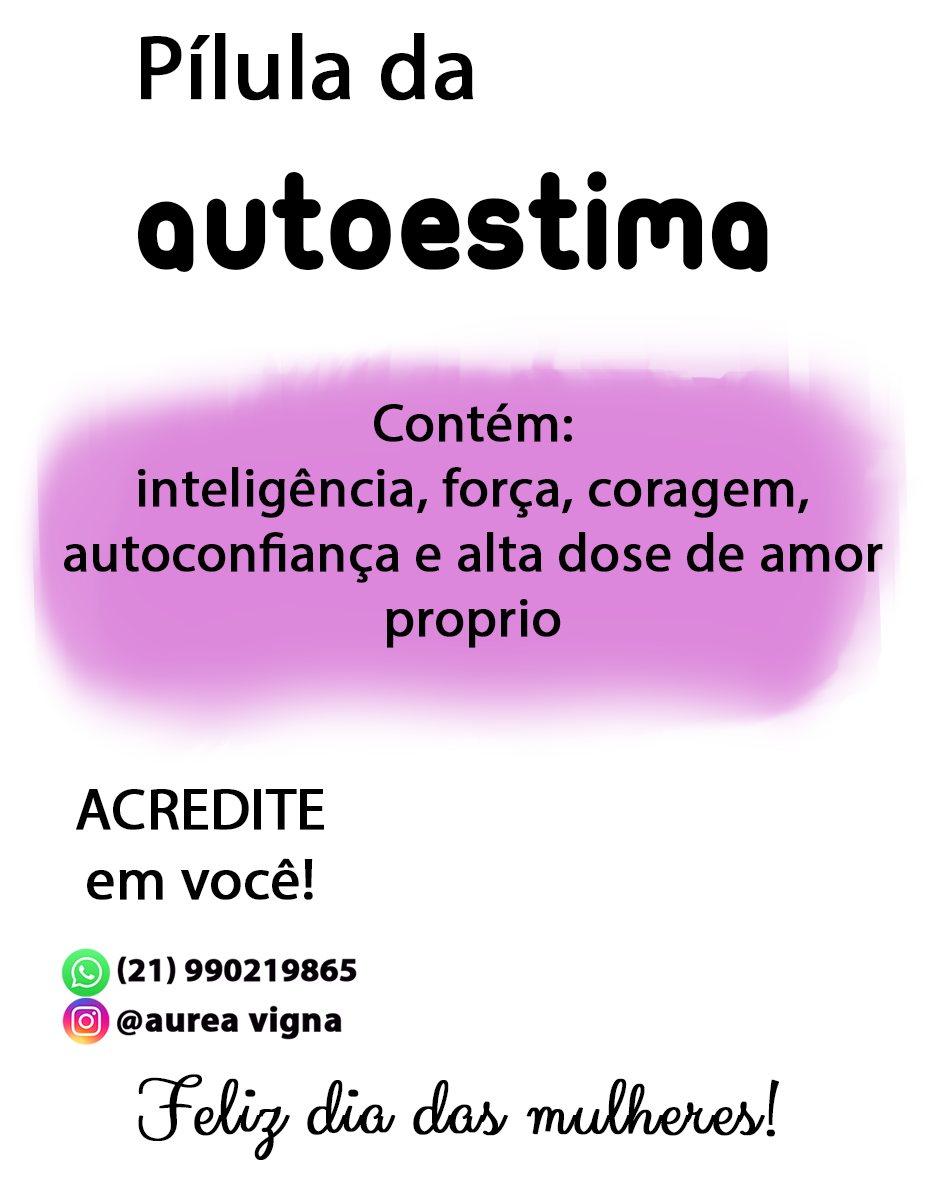 Pílula da
autoestima
Contém:
inteligência, força, coragem,
autoconfiança e alta dose de amor
proprio
ACREDITE
em você!
(21) 990219865
@aurea vigna
Feliz dia das mulheres!